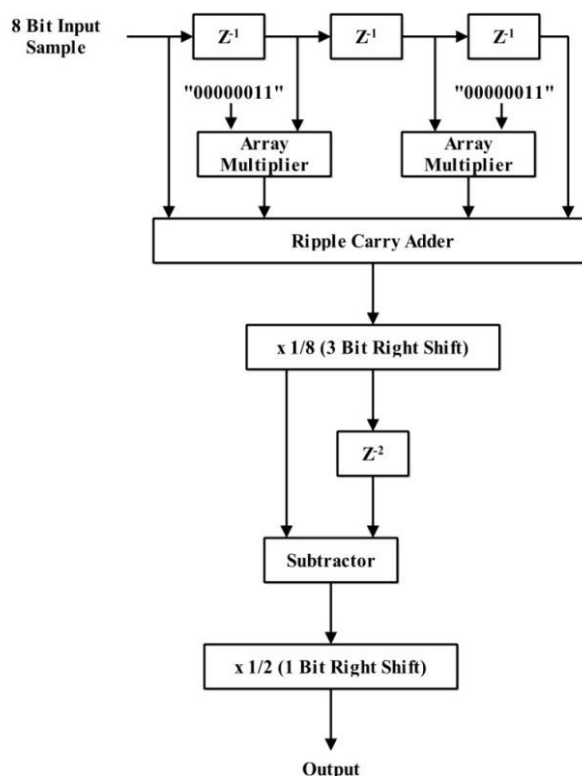 8 Bit Input
Sample
Z⁻¹
Z⁻¹
Z⁻¹
"00000011"
"00000011"
Array
Multiplier
Array
Multiplier
Ripple Carry Adder
x 1/8 (3 Bit Right Shift)
Z⁻²
Subtractor
x 1/2 (1 Bit Right Shift)
Output